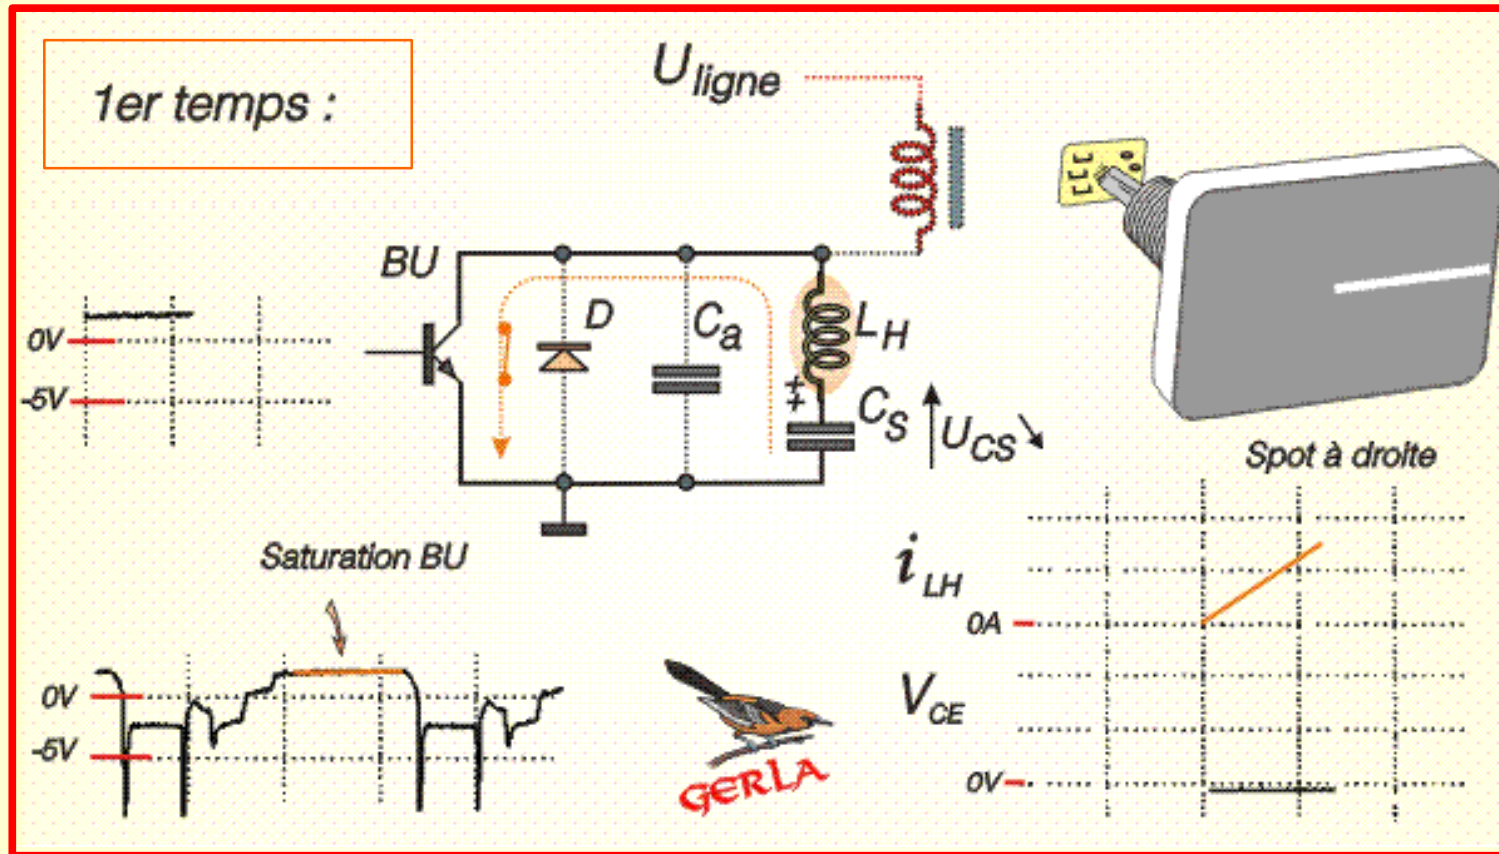 1er temps :
U ligne
BU
D
Ca
LH
0V
-5V
++
CS
UCS
Spot à droite
Saturation BU
iLH
0A
0V
-5V
VCE
0V
GERLA